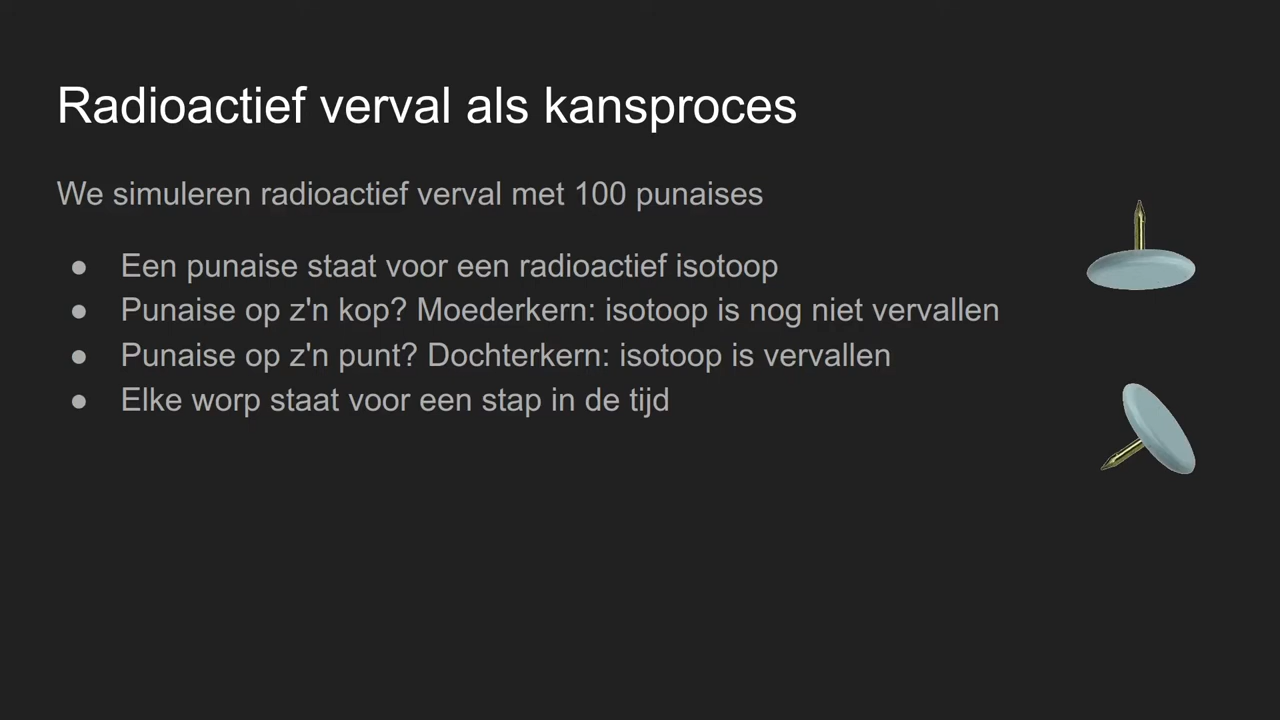 Radioactief verval als kansproces
We simuleren radioactief verval met 100 punaises
● Een punaise staat voor een radioactief isotoop
● Punaise op z'n kop? Moederkern: isotoop is nog niet vervallen
● Punaise op z'n punt? Dochterkern: isotoop is vervallen
● Elke worp staat voor een stap in de tijd